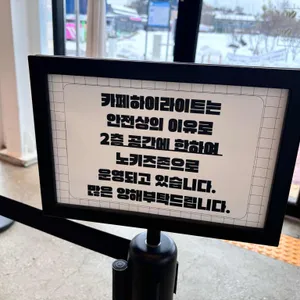 카페하이라이트는
안전상의 이유로
2층 공간에 한하여
노키즈존으로
운영되고 있습니다.
많은 양해부탁드립니다.